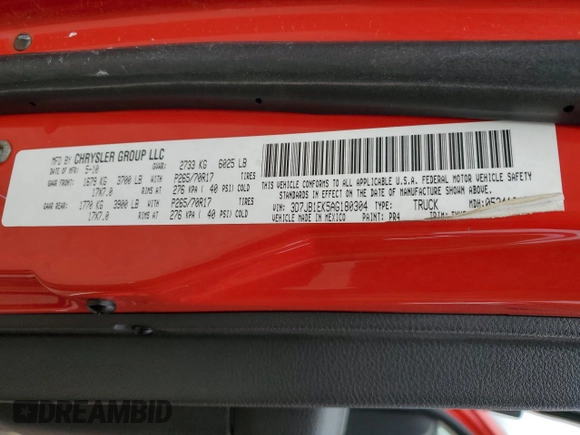 MFD BY CHRYSLER GROUP LLC
DATE OF MFR: 5-10 GVWR: 2733 KG 6025 LB
GAWR FRONT: 1679 KG 3700 LB WITH P265/70R17 TIRES
17X7.0 RIMS AT 276 KPA ( 40 PSI) COLD
GAWR REAR: 1770 KG 3900 LB WITH P265/70R17 TIRES
17X7.0 RIMS AT 276 KPA ( 40 PSI) COLD
THIS VEHICLE CONFORMS TO ALL APPLICABLE U.S.A. FEDERAL MOTOR VEHICLE SAFETY
STANDARDS IN EFFECT ON THE DATE OF MANUFACTURE SHOWN ABOVE.
VIN: 3D7JB1EK5AG180304 TYPE: TRUCK MDH:
VEHICLE MADE IN MEXICO PAINT: PR4 TRIM:
DREAMBID